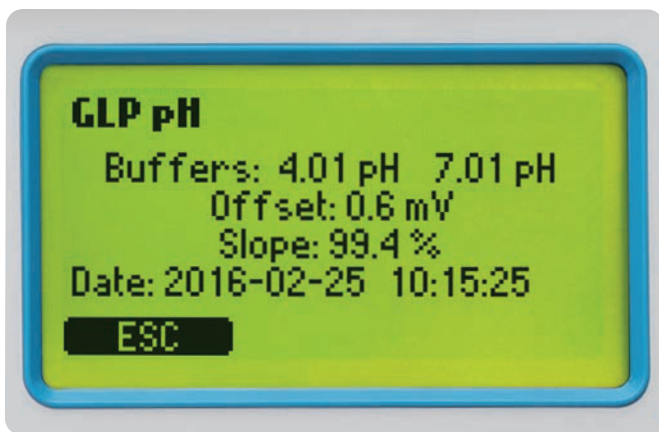 GLP pH
Buffers: 4.01 pH 7.01 pH
Offset: 0.6 mV
Slope: 99.4 %
Date: 2016-02-25 10:15:25
ESC